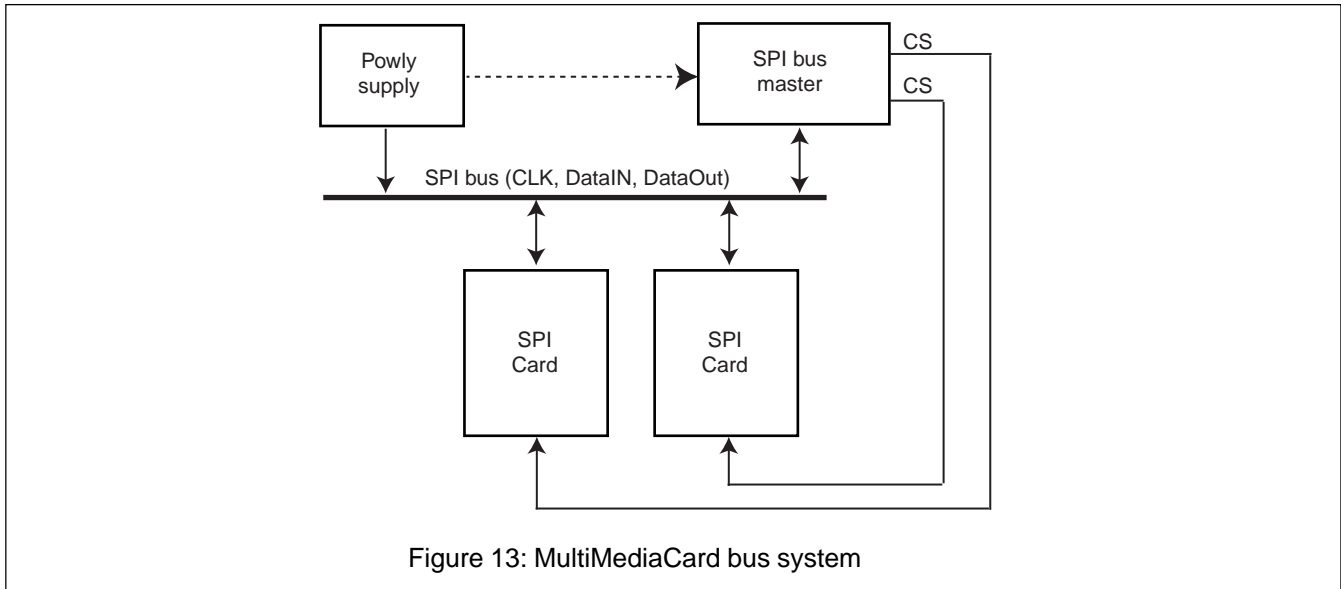 Powly
supply
SPI bus
master
CS
CS
SPI bus (CLK, DataIN, DataOut)
SPI
Card
SPI
Card
Figure 13: MultiMediaCard bus system